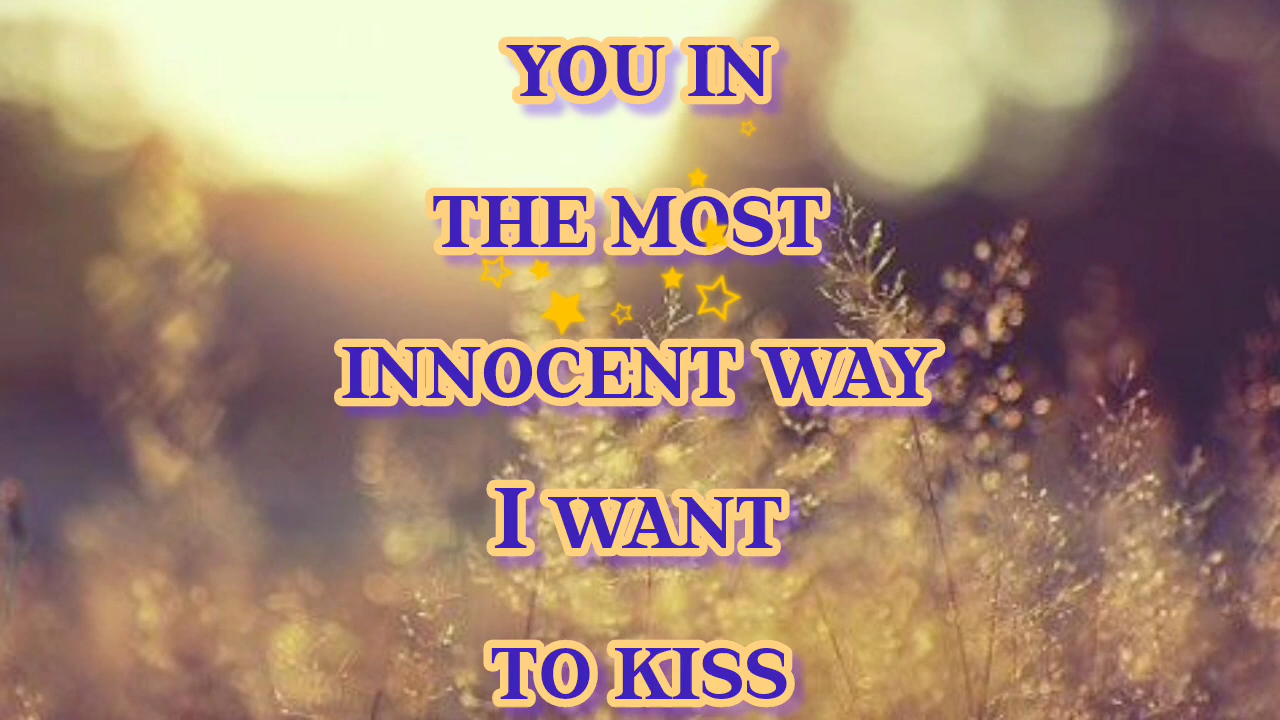 YOU IN
THE MOST
INNOCENT WAY
I WANT
TO KISS